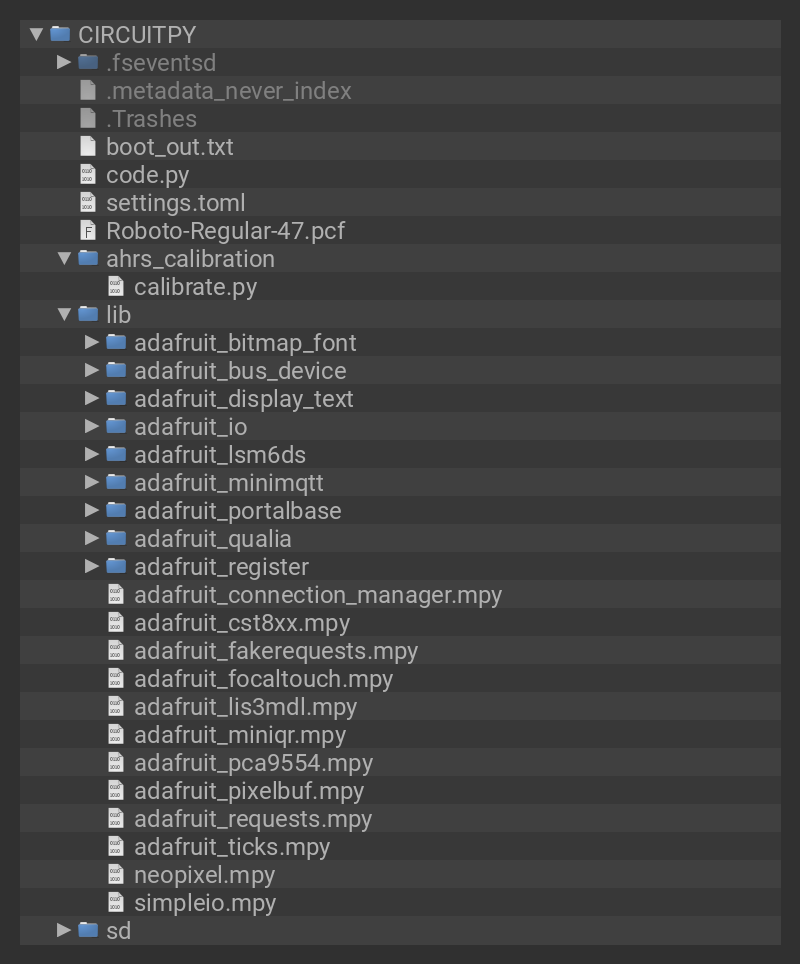 CIRCUITPY
.fseventsd
.metadata_never_index
.Trashes
boot_out.txt
code.py
settings.toml
Roboto-Regular-47.pcf
ahrs_calibration
calibrate.py
lib
adafruit_bitmap_font
adafruit_bus_device
adafruit_display_text
adafruit_io
adafruit_lsm6ds
adafruit_minimqtt
adafruit_portalbase
adafruit_qualia
adafruit_register
adafruit_connection_manager.mpy
adafruit_cst8xx.mpy
adafruit_fakerequests.mpy
adafruit_focaltouch.mpy
adafruit_lis3mdl.mpy
adafruit_miniqr.mpy
adafruit_pca9554.mpy
adafruit_pixelbuf.mpy
adafruit_requests.mpy
adafruit_ticks.mpy
neopixel.mpy
simpleio.mpy
sd